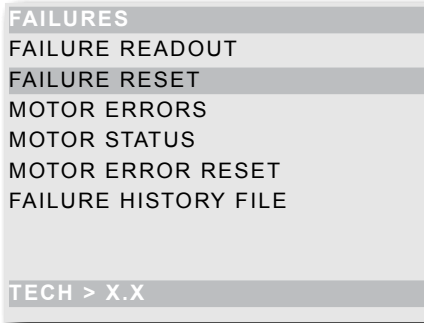 FAILURES
FAILURE READOUT
FAILURE RESET
MOTOR ERRORS
MOTOR STATUS
MOTOR ERROR RESET
FAILURE HISTORY FILE
TECH > X.X